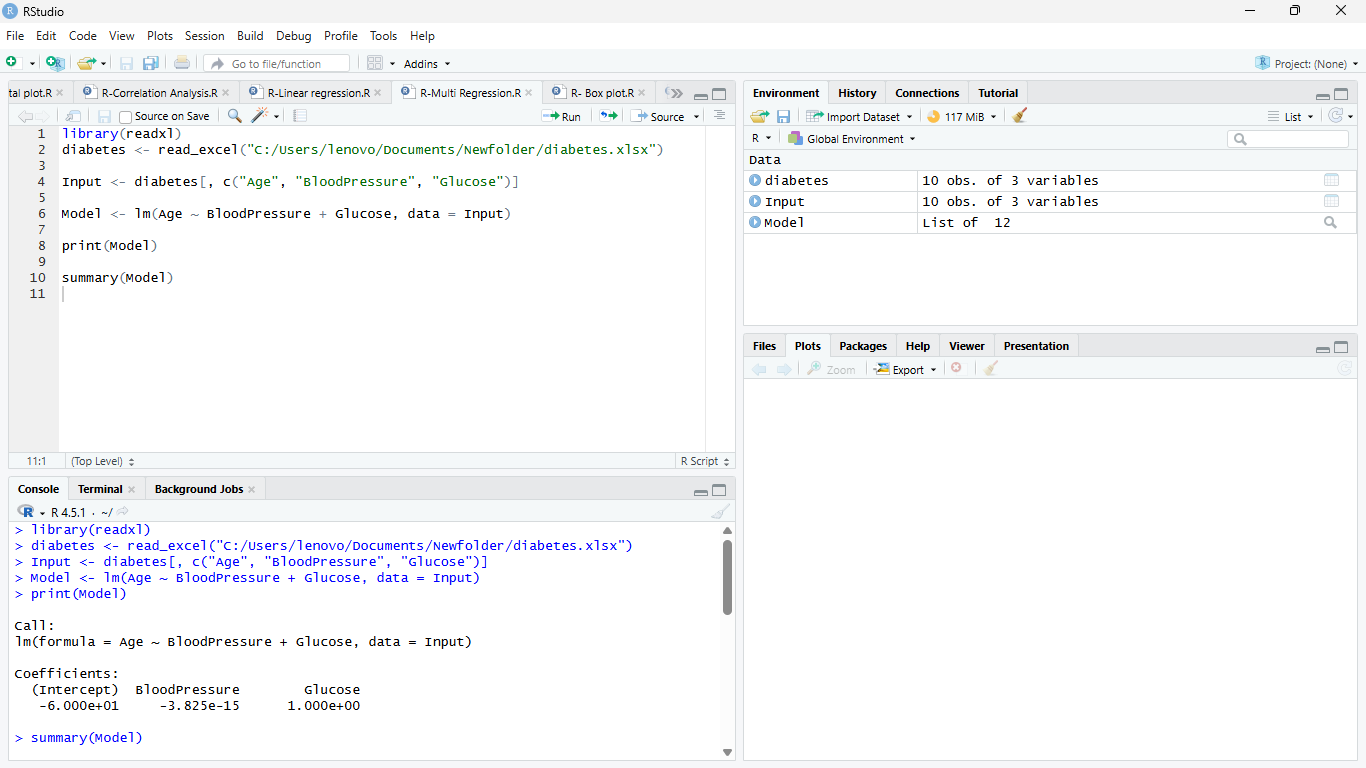 RStudio
File Edit Code View Plots Session Build Debug Profile Tools Help
Go to file/function Addins Project: (None)
tal plot.R R-Correlation Analysis.R R-Linear regression.R R-Multi Regression.R R- Box plot.R
Source on Save Run Source
1 library(readxl)
2 diabetes <- read_excel("C:/Users/lenovo/Documents/Newfolder/diabetes.xlsx")
3
4 Input <- diabetes[, c("Age", "BloodPressure", "Glucose")]
5
6 Model <- lm(Age ~ BloodPressure + Glucose, data = Input)
7
8 print(Model)
9
10 summary(Model)
11
11:1 (Top Level) R Script
Console Terminal Background Jobs
R R 4.5.1 · ~/
> library(readxl)
> diabetes <- read_excel("C:/Users/lenovo/Documents/Newfolder/diabetes.xlsx")
> Input <- diabetes[, c("Age", "BloodPressure", "Glucose")]
> Model <- lm(Age ~ BloodPressure + Glucose, data = Input)
> print(Model)
Call:
lm(formula = Age ~ BloodPressure + Glucose, data = Input)
Coefficients:
(Intercept) BloodPressure Glucose
-6.000e+01 -3.825e-15 1.000e+00
> summary(Model)
Environment History Connections Tutorial
Import Dataset 117 MiB List
R Global Environment
Data
diabetes 10 obs. of 3 variables
Input 10 obs. of 3 variables
Model List of 12
Files Plots Packages Help Viewer Presentation
Zoom Export